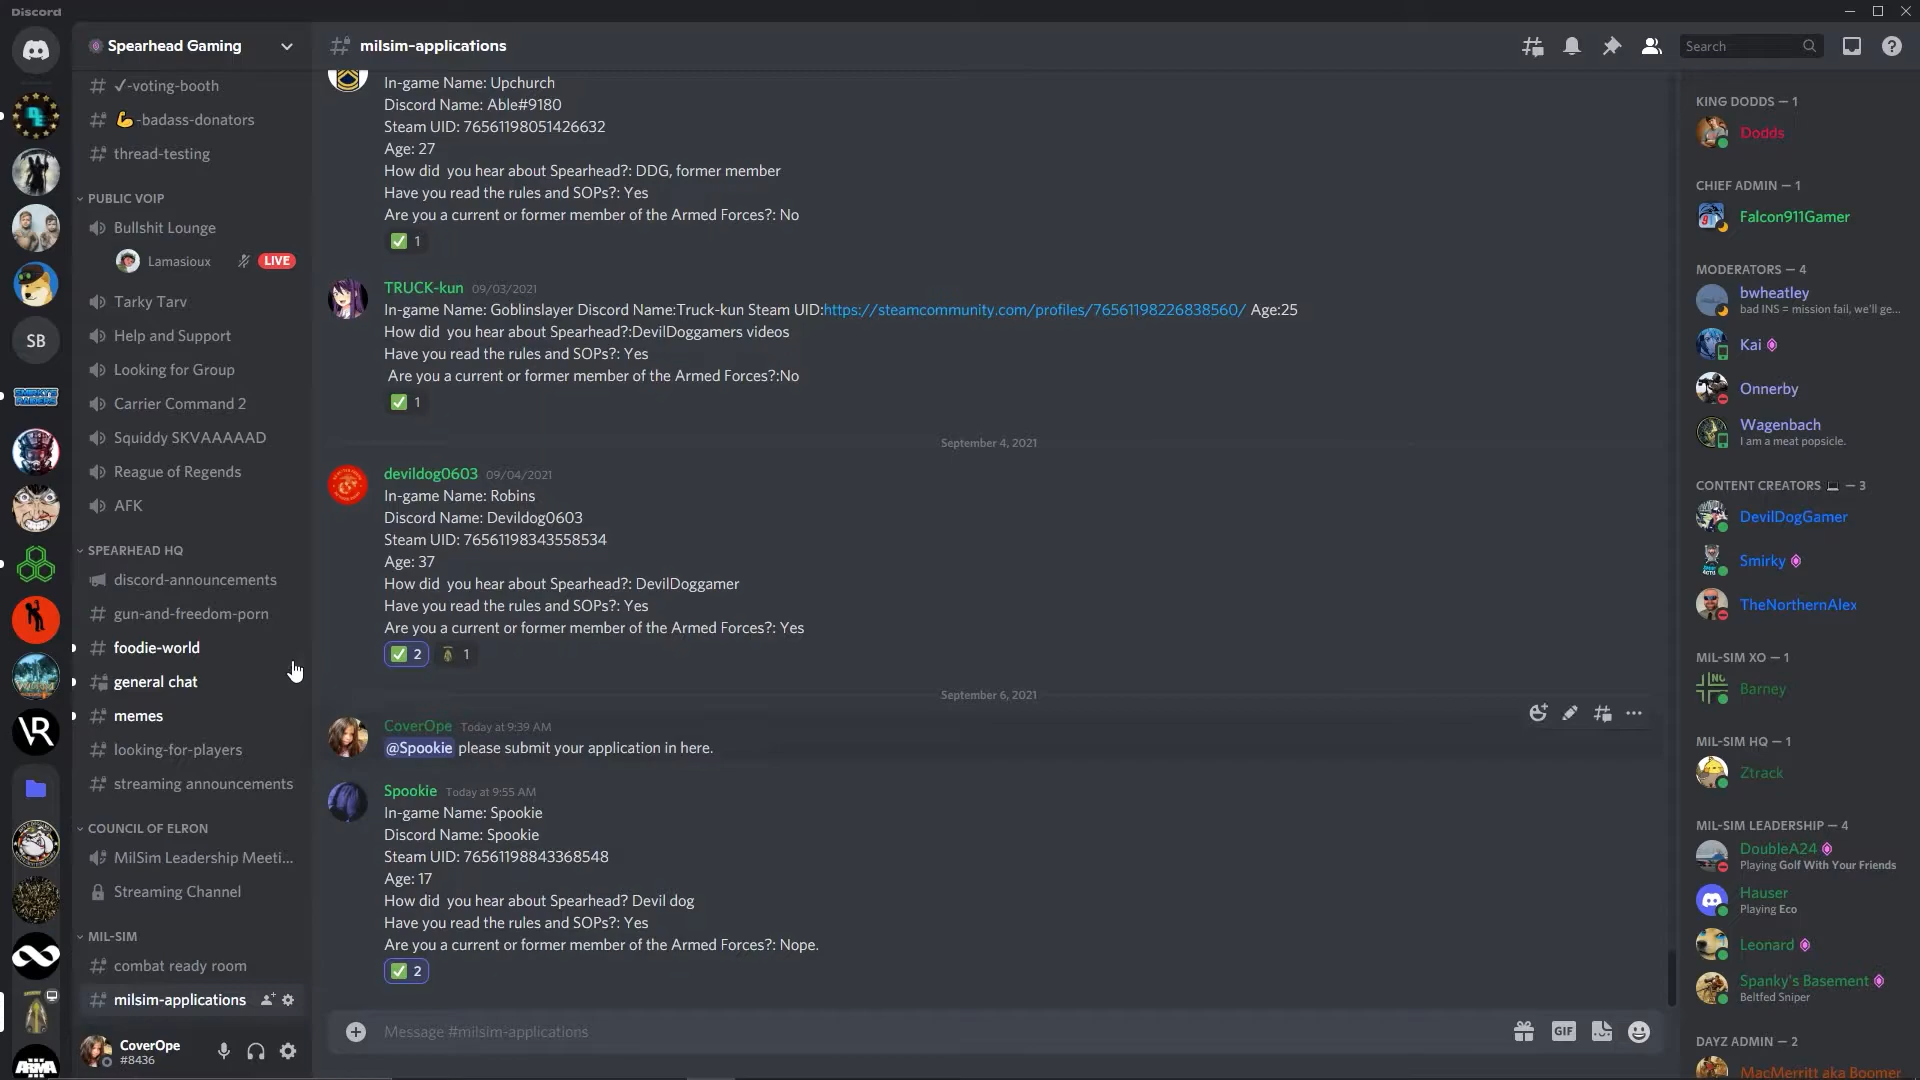 Discord
Spearhead Gaming
✓-voting-booth
💪-badass-donators
thread-testing
PUBLIC VOIP
Bullshit Lounge
Lamasioux
LIVE
Tarky Tarv
Help and Support
Looking for Group
Carrier Command 2
Squiddy SKVAAAAAD
Reague of Regends
AFK
SPEARHEAD HQ
discord-announcements
gun-and-freedom-porn
foodie-world
general chat
memes
looking-for-players
streaming announcements
COUNCIL OF ELRON
MilSim Leadership Meeti...
Streaming Channel
MIL-SIM
combat ready room
milsim-applications
CoverOpe
#8436
SB
SMIRKY'S RAIDERS
VR
ARMA
milsim-applications
Search
In-game Name: Upchurch
Discord Name: Able#9180
Steam UID: 76561198051426632
Age: 27
How did you hear about Spearhead?: DDG, former member
Have you read the rules and SOPs?: Yes
Are you a current or former member of the Armed Forces?: No
✅ 1
TRUCK-kun 09/03/2021
In-game Name: Goblinslayer Discord Name:Truck-kun Steam UID:https://steamcommunity.com/profiles/76561198226838560/ Age:25
How did you hear about Spearhead?:DevilDoggamers videos
Have you read the rules and SOPs?: Yes
Are you a current or former member of the Armed Forces?:No
✅ 1
September 4, 2021
devildog0603 09/04/2021
In-game Name: Robins
Discord Name: Devildog0603
Steam UID: 76561198343558534
Age: 37
How did you hear about Spearhead?: DevilDoggamer
Have you read the rules and SOPs?: Yes
Are you a current or former member of the Armed Forces?: Yes
✅ 2 1
September 6, 2021
CoverOpe Today at 9:39 AM
@Spookie please submit your application in here.
Spookie Today at 9:55 AM
In-game Name: Spookie
Discord Name: Spookie
Steam UID: 76561198843368548
Age: 17
How did you hear about Spearhead? Devil dog
Have you read the rules and SOPs?: Yes
Are you a current or former member of the Armed Forces?: Nope.
✅ 2
Message #milsim-applications
GIF
KING DODDS — 1
Dodds
CHIEF ADMIN — 1
Falcon911Gamer
MODERATORS — 4
bwheatley
bad INS = mission fail, we'll ge...
Kai
Onnerby
Wagenbach
I am a meat popsicle.
CONTENT CREATORS 💻 — 3
DevilDogGamer
Smirky
TheNorthernAlex
MIL-SIM XO — 1
Barney
MIL-SIM HQ — 1
Ztrack
MIL-SIM LEADERSHIP — 4
DoubleA24
Playing Golf With Your Friends
Hauser
Playing Eco
Leonard
Spanky's Basement
Beltfed Sniper
DAYZ ADMIN — 2
MacMerritt aka Boomer